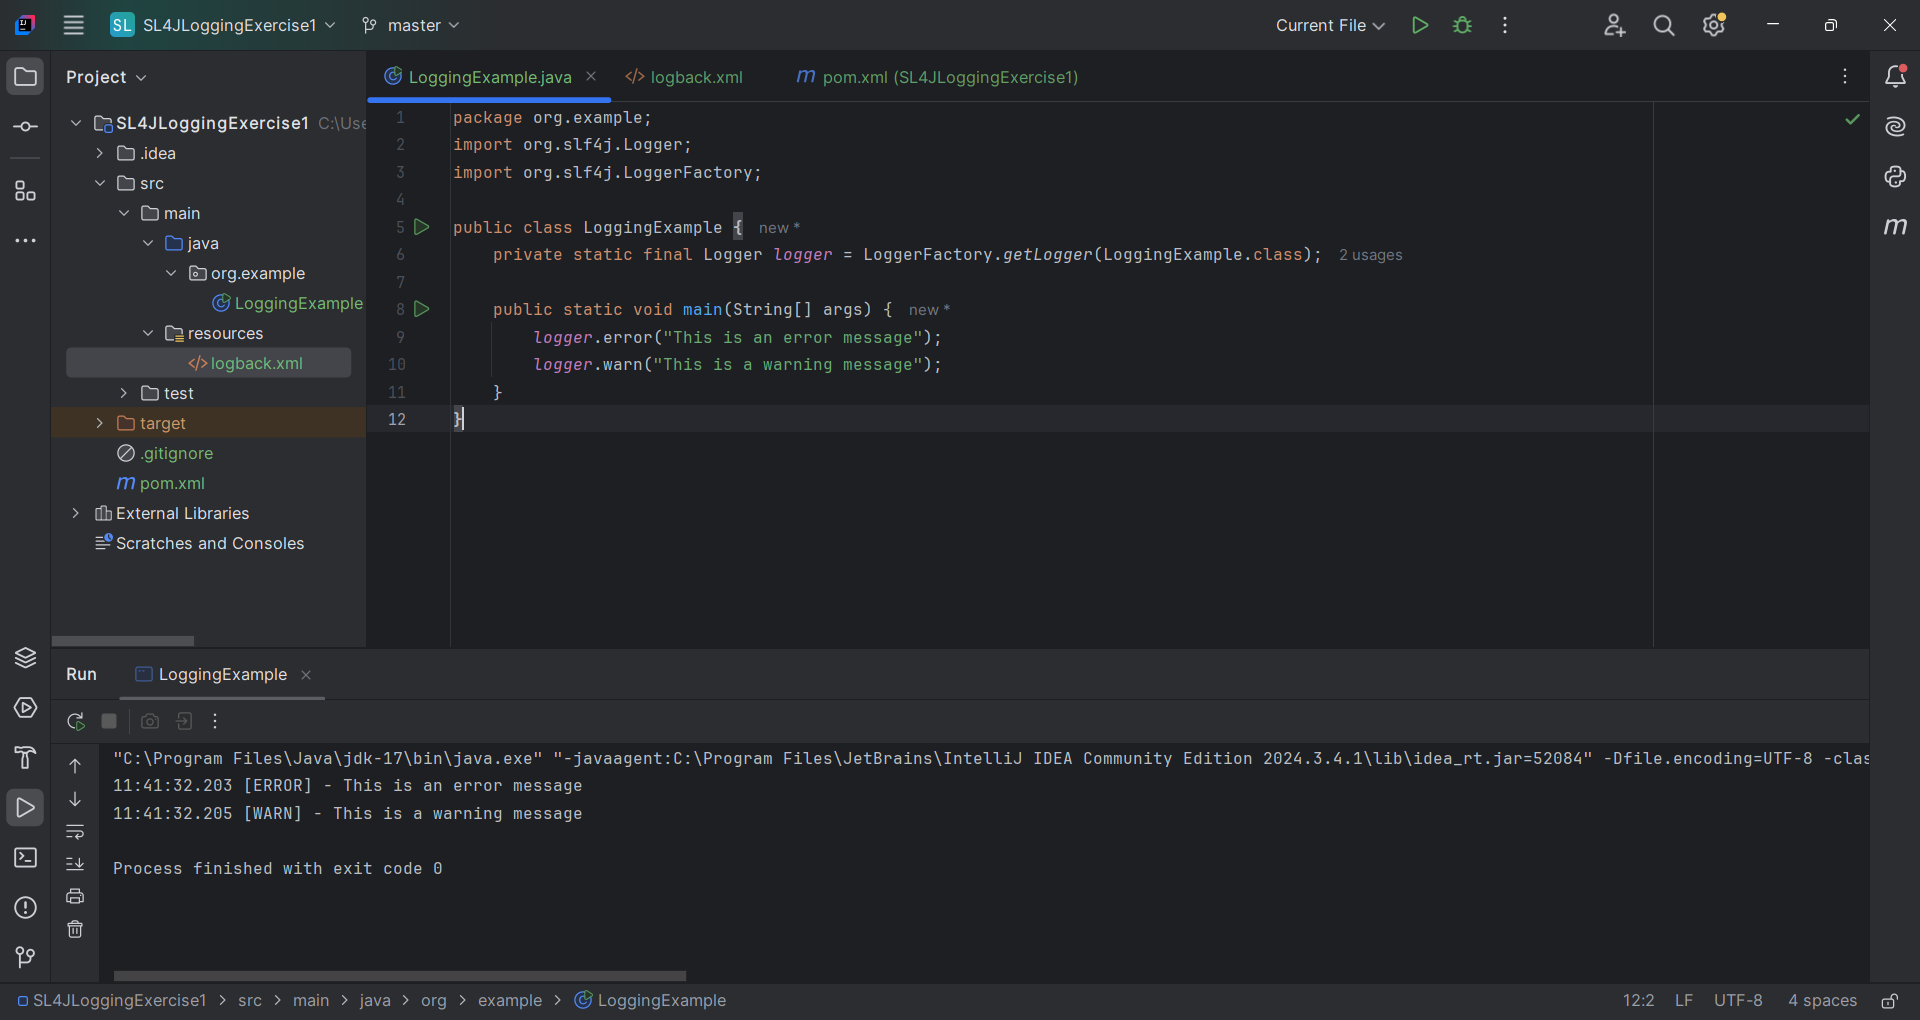 SL SL4JLoggingExercise1 master Current File
Project
LoggingExample.java logback.xml m pom.xml (SL4JLoggingExercise1)
SL4JLoggingExercise1 C:\Use
.idea
src
main
java
org.example
LoggingExample
resources
logback.xml
test
target
.gitignore
m pom.xml
External Libraries
Scratches and Consoles
1 package org.example;
2 import org.slf4j.Logger;
3 import org.slf4j.LoggerFactory;
4
5 public class LoggingExample { new *
6 private static final Logger logger = LoggerFactory.getLogger(LoggingExample.class); 2 usages
7
8 public static void main(String[] args) { new *
9 logger.error("This is an error message");
10 logger.warn("This is a warning message");
11 }
12 }
m
Run LoggingExample
"C:\Program Files\Java\jdk-17\bin\java.exe" "-javaagent:C:\Program Files\JetBrains\IntelliJ IDEA Community Edition 2024.3.4.1\lib\idea_rt.jar=52084" -Dfile.encoding=UTF-8 -clas
11:41:32.203 [ERROR] - This is an error message
11:41:32.205 [WARN] - This is a warning message
Process finished with exit code 0
SL4JLoggingExercise1 > src > main > java > org > example > LoggingExample 12:2 LF UTF-8 4 spaces